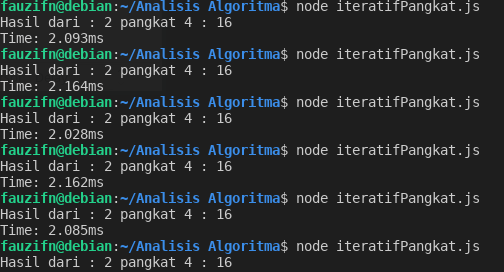 fauzifn@debian:~/Analisis Algoritma$ node iteratifPangkat.js
Hasil dari : 2 pangkat 4 : 16
Time: 2.093ms
fauzifn@debian:~/Analisis Algoritma$ node iteratifPangkat.js
Hasil dari : 2 pangkat 4 : 16
Time: 2.164ms
fauzifn@debian:~/Analisis Algoritma$ node iteratifPangkat.js
Hasil dari : 2 pangkat 4 : 16
Time: 2.028ms
fauzifn@debian:~/Analisis Algoritma$ node iteratifPangkat.js
Hasil dari : 2 pangkat 4 : 16
Time: 2.162ms
fauzifn@debian:~/Analisis Algoritma$ node iteratifPangkat.js
Hasil dari : 2 pangkat 4 : 16
Time: 2.085ms
fauzifn@debian:~/Analisis Algoritma$ node iteratifPangkat.js
Hasil dari : 2 pangkat 4 : 16